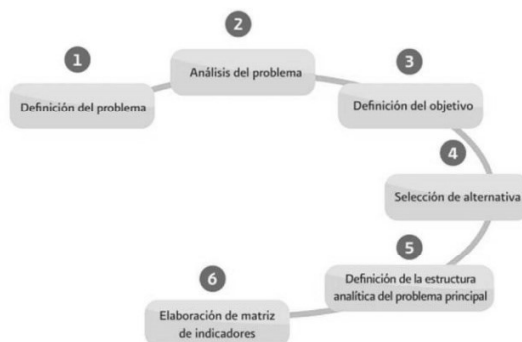 1
Definición del problema
2
Análisis del problema
3
Definición del objetivo
4
Selección de alternativa
5
Definición de la estructura
analítica del problema principal
6
Elaboración de matriz
de indicadores